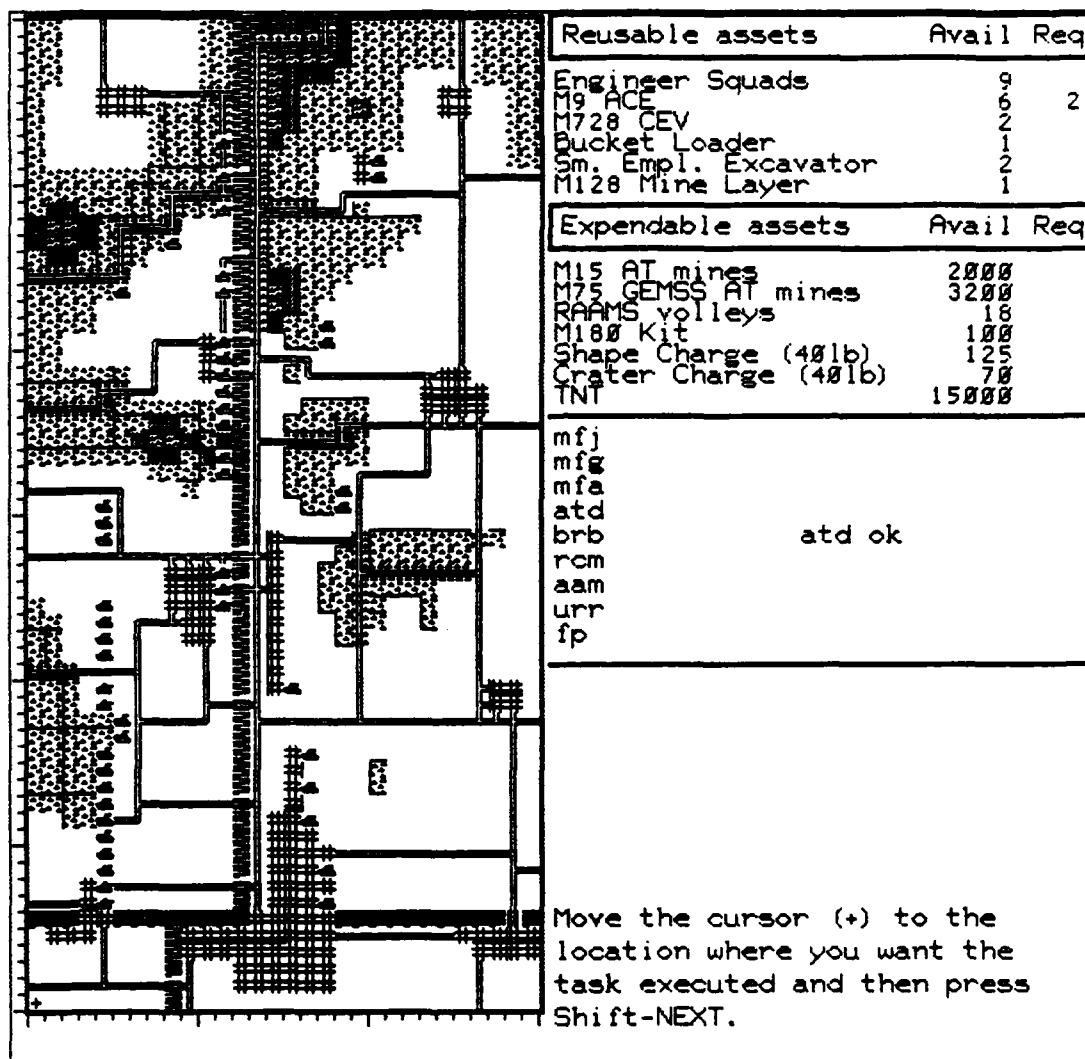 Reusable assets Avail Req
Engineer Squads 9
M9 ACE 6 2
M728 CEV 2
Bucket Loader 1
Sm. Empl. Excavator 2
M128 Mine Layer 1
Expendable assets Avail Req
M15 AT mines 2000
M75 GEMSS AT mines 3200
RAAMS volleys 18
M180 Kit 100
Shape Charge (40lb) 125
Crater Charge (40lb) 70
TNT 15000
mfj
mfg
mfa
atd
brb atd ok
rcm
aam
urr
fp
Move the cursor (+) to the
location where you want the
task executed and then press
Shift-NEXT.